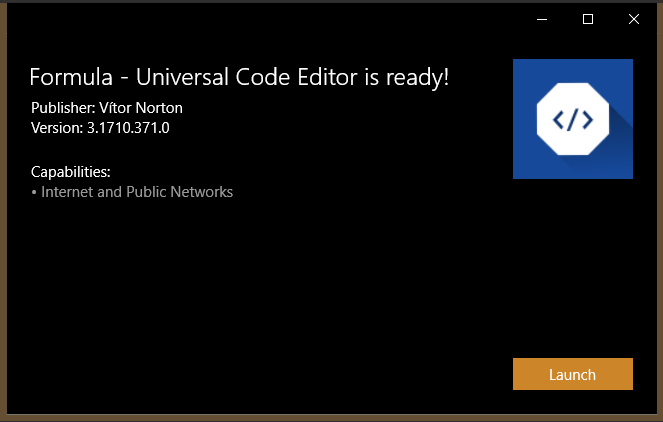 Formula - Universal Code Editor is ready!
Publisher: Vítor Norton
Version: 3.1710.371.0
Capabilities:
• Internet and Public Networks
Launch